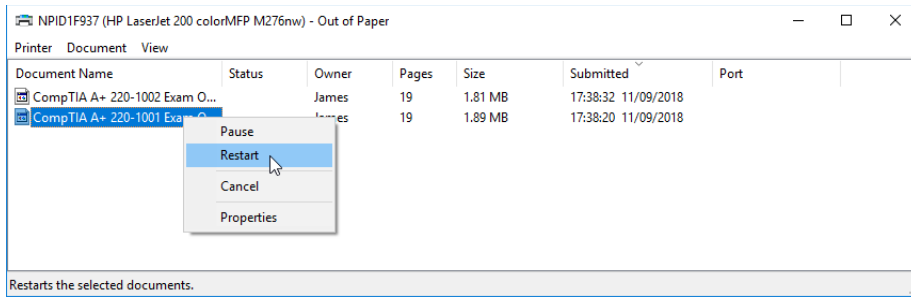 NPID1F937 (HP LaserJet 200 colorMFP M276nw) - Out of Paper
Printer Document View
Document Name Status Owner Pages Size Submitted Port
CompTIA A+ 220-1002 Exam O... James 19 1.81 MB 17:38:32 11/09/2018
CompTIA A+ 220-1001 Exam O... James 19 1.89 MB 17:38:20 11/09/2018
Pause
Restart
Cancel
Properties
Restarts the selected documents.